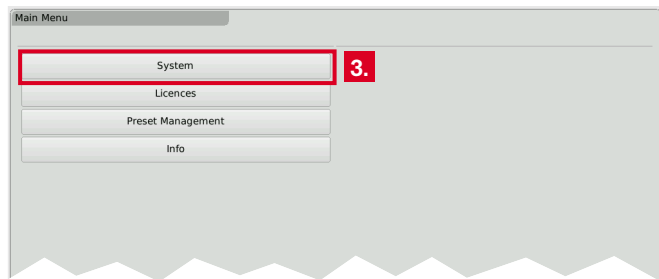 Main Menu
System
3.
Licences
Preset Management
Info